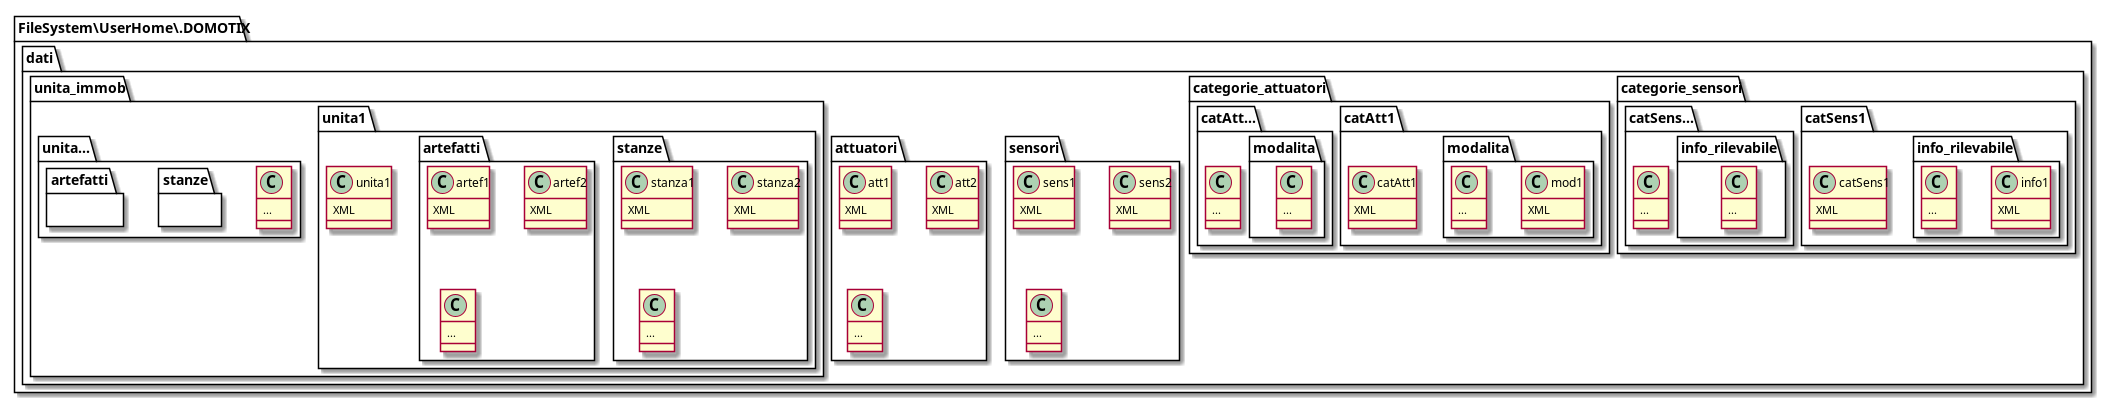 FileSystem\UserHome\.DOMOTIX
dati
unita_immob
unita...
artefatti
stanze
C
...
unita1
C unita1
XML
artefatti
C artef1
XML
C artef2
XML
C
...
stanze
C stanza1
XML
C stanza2
XML
C
...
attuatori
C att1
XML
C att2
XML
C
...
sensori
C sens1
XML
C sens2
XML
C
...
categorie_attuatori
catAtt...
C
...
modalita
C
...
catAtt1
C catAtt1
XML
modalita
C
...
C mod1
XML
categorie_sensori
catSens...
C
...
info_rilevabile
C
...
catSens1
C catSens1
XML
info_rilevabile
C
...
C info1
XML